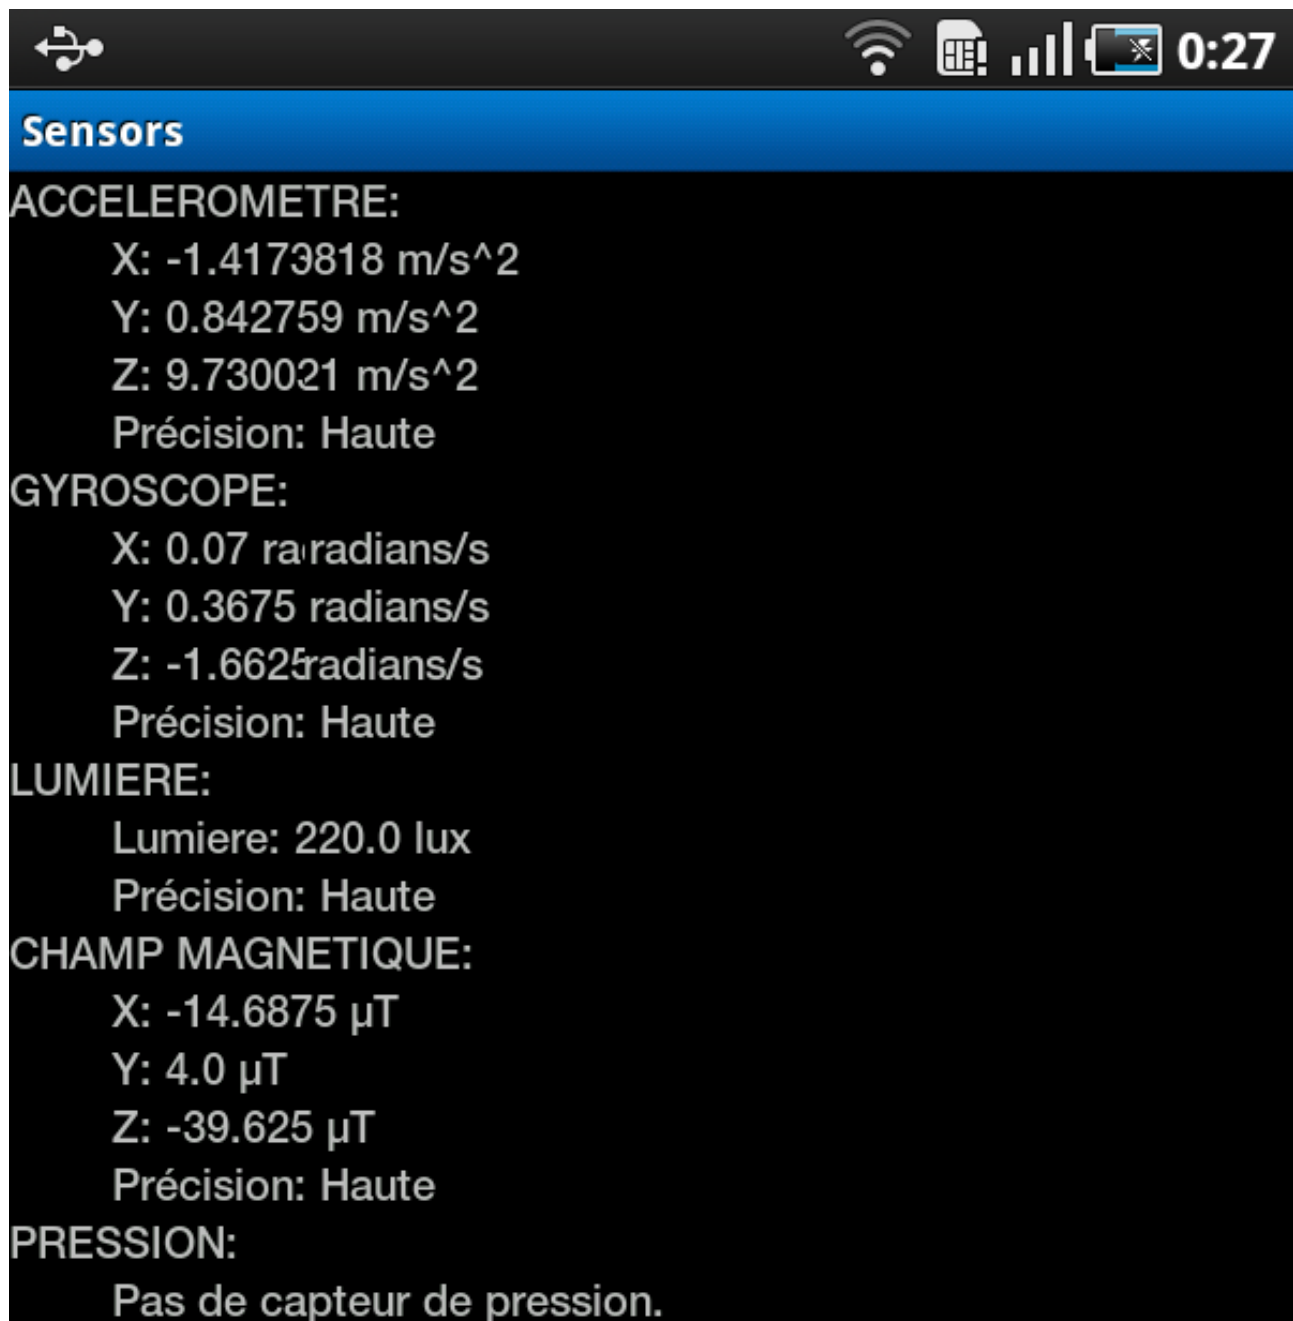 0:27
Sensors
ACCELEROMETRE:
X: -1.4173818 m/s^2
Y: 0.842759 m/s^2
Z: 9.730021 m/s^2
Précision: Haute
GYROSCOPE:
X: 0.07 ra radians/s
Y: 0.3675 radians/s
Z: -1.6625radians/s
Précision: Haute
LUMIERE:
Lumiere: 220.0 lux
Précision: Haute
CHAMP MAGNETIQUE:
X: -14.6875 µT
Y: 4.0 µT
Z: -39.625 µT
Précision: Haute
PRESSION:
Pas de capteur de pression.